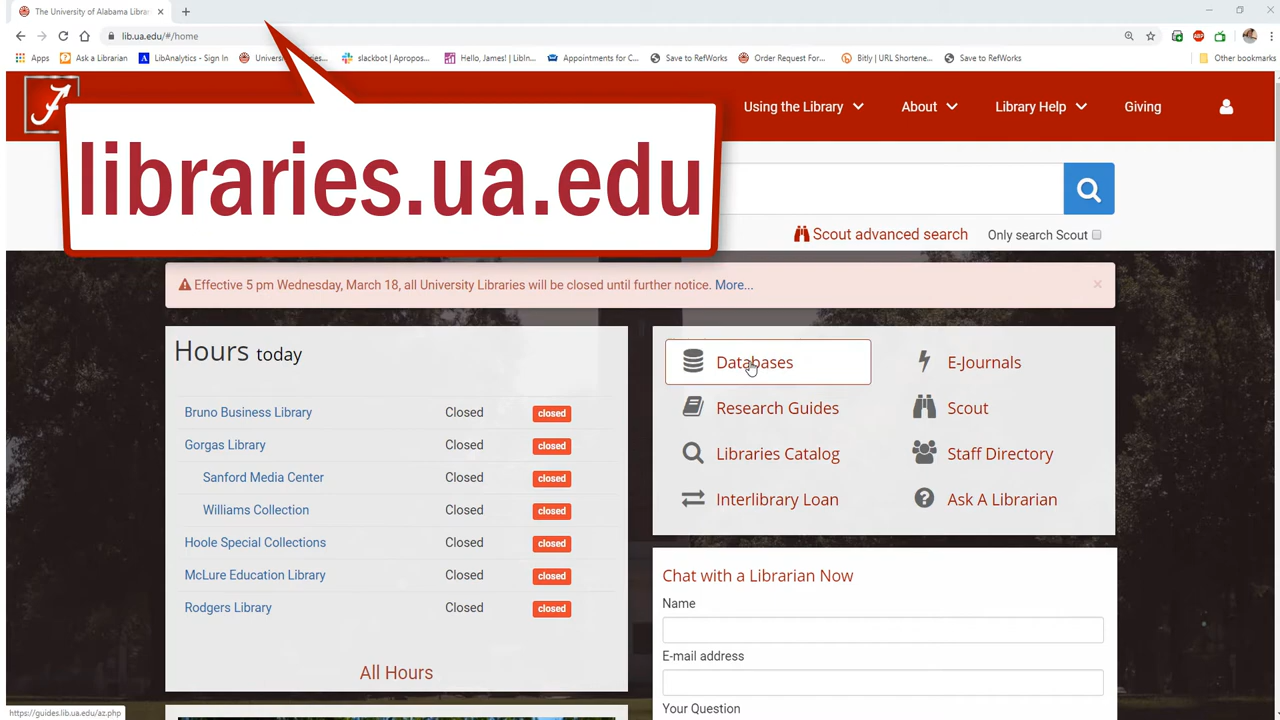 The University of Alabama Librar
lib.ua.edu/#/home
Apps
Ask a Librarian
LibAnalytics - Sign In
slackbot | Apropos...
Hello, James! | LibIn...
Appointments for C...
Save to RefWorks
Order Request For...
Bitly | URL Shortene...
Save to RefWorks
Other bookmarks
libraries.ua.edu
Using the Library
About
Library Help
Giving
Scout advanced search
Only search Scout
Effective 5 pm Wednesday, March 18, all University Libraries will be closed until further notice. More...
Hours today
Bruno Business Library Closed closed
Gorgas Library Closed closed
Sanford Media Center Closed closed
Williams Collection Closed closed
Hoole Special Collections Closed closed
McLure Education Library Closed closed
Rodgers Library Closed closed
All Hours
Databases
E-Journals
Research Guides
Scout
Libraries Catalog
Staff Directory
Interlibrary Loan
Ask A Librarian
Chat with a Librarian Now
Name
E-mail address
Your Question
https://guides.lib.ua.edu/az.php